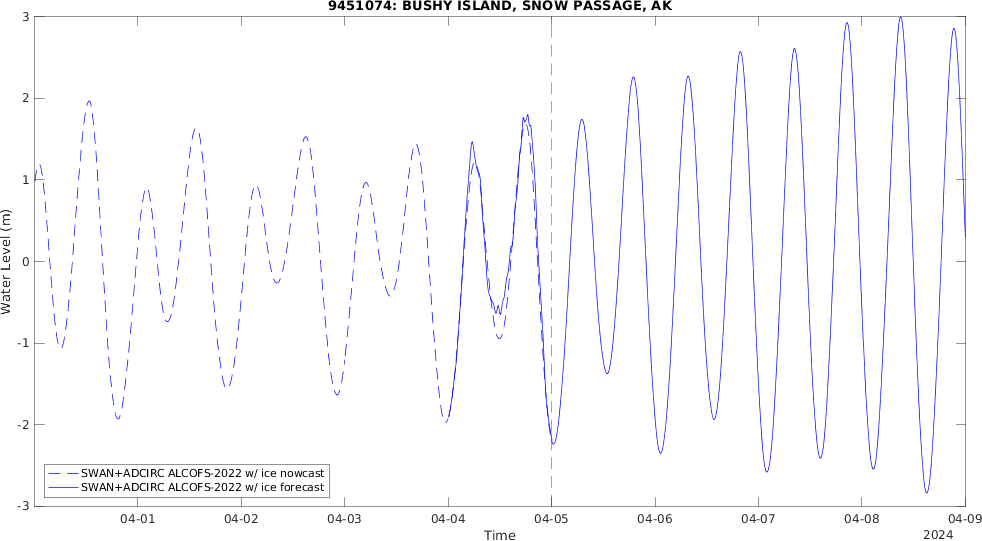 9451074: BUSHY ISLAND, SNOW PASSAGE, AK
3
2
1
0
-1
-2
-3
Water Level (m)
SWAN+ADCIRC ALCOFS-2022 w/ ice nowcast
SWAN+ADCIRC ALCOFS-2022 w/ ice forecast
04-01 04-02 04-03 04-04 04-05 04-06 04-07 04-08 04-09
Time
2024